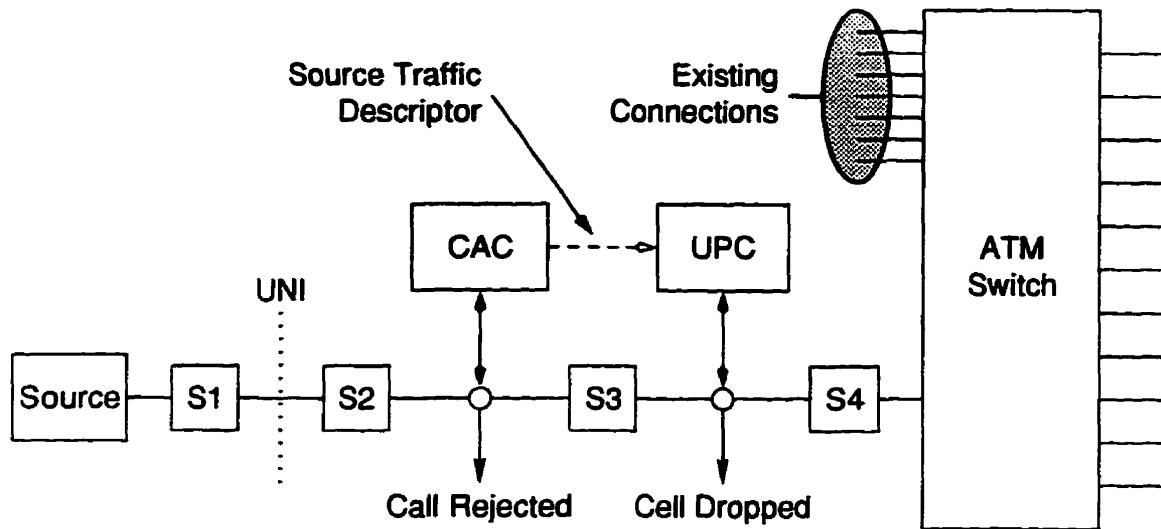 Source Traffic
Descriptor
Existing
Connections
CAC
UPC
ATM
Switch
UNI
Source
S1
S2
S3
S4
Call Rejected
Cell Dropped